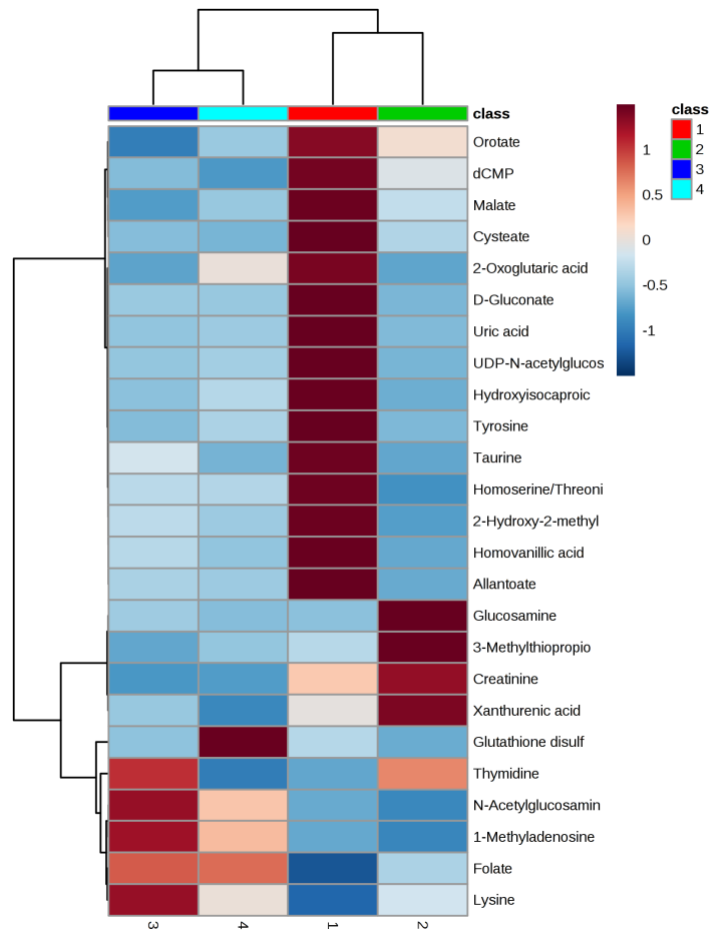 class
Orotate
dCMP
Malate
Cysteate
2-Oxoglutaric acid
D-Gluconate
Uric acid
UDP-N-acetylglucos
Hydroxyisocaproic
Tyrosine
Taurine
Homoserine/Threoni
2-Hydroxy-2-methyl
Homovanillic acid
Allantoate
Glucosamine
3-Methylthiopropio
Creatinine
Xanthurenic acid
Glutathione disulf
Thymidine
N-Acetylglucosamin
1-Methyladenosine
Folate
Lysine
3 4 1 2
1
0.5
0
-0.5
-1
class
1
2
3
4